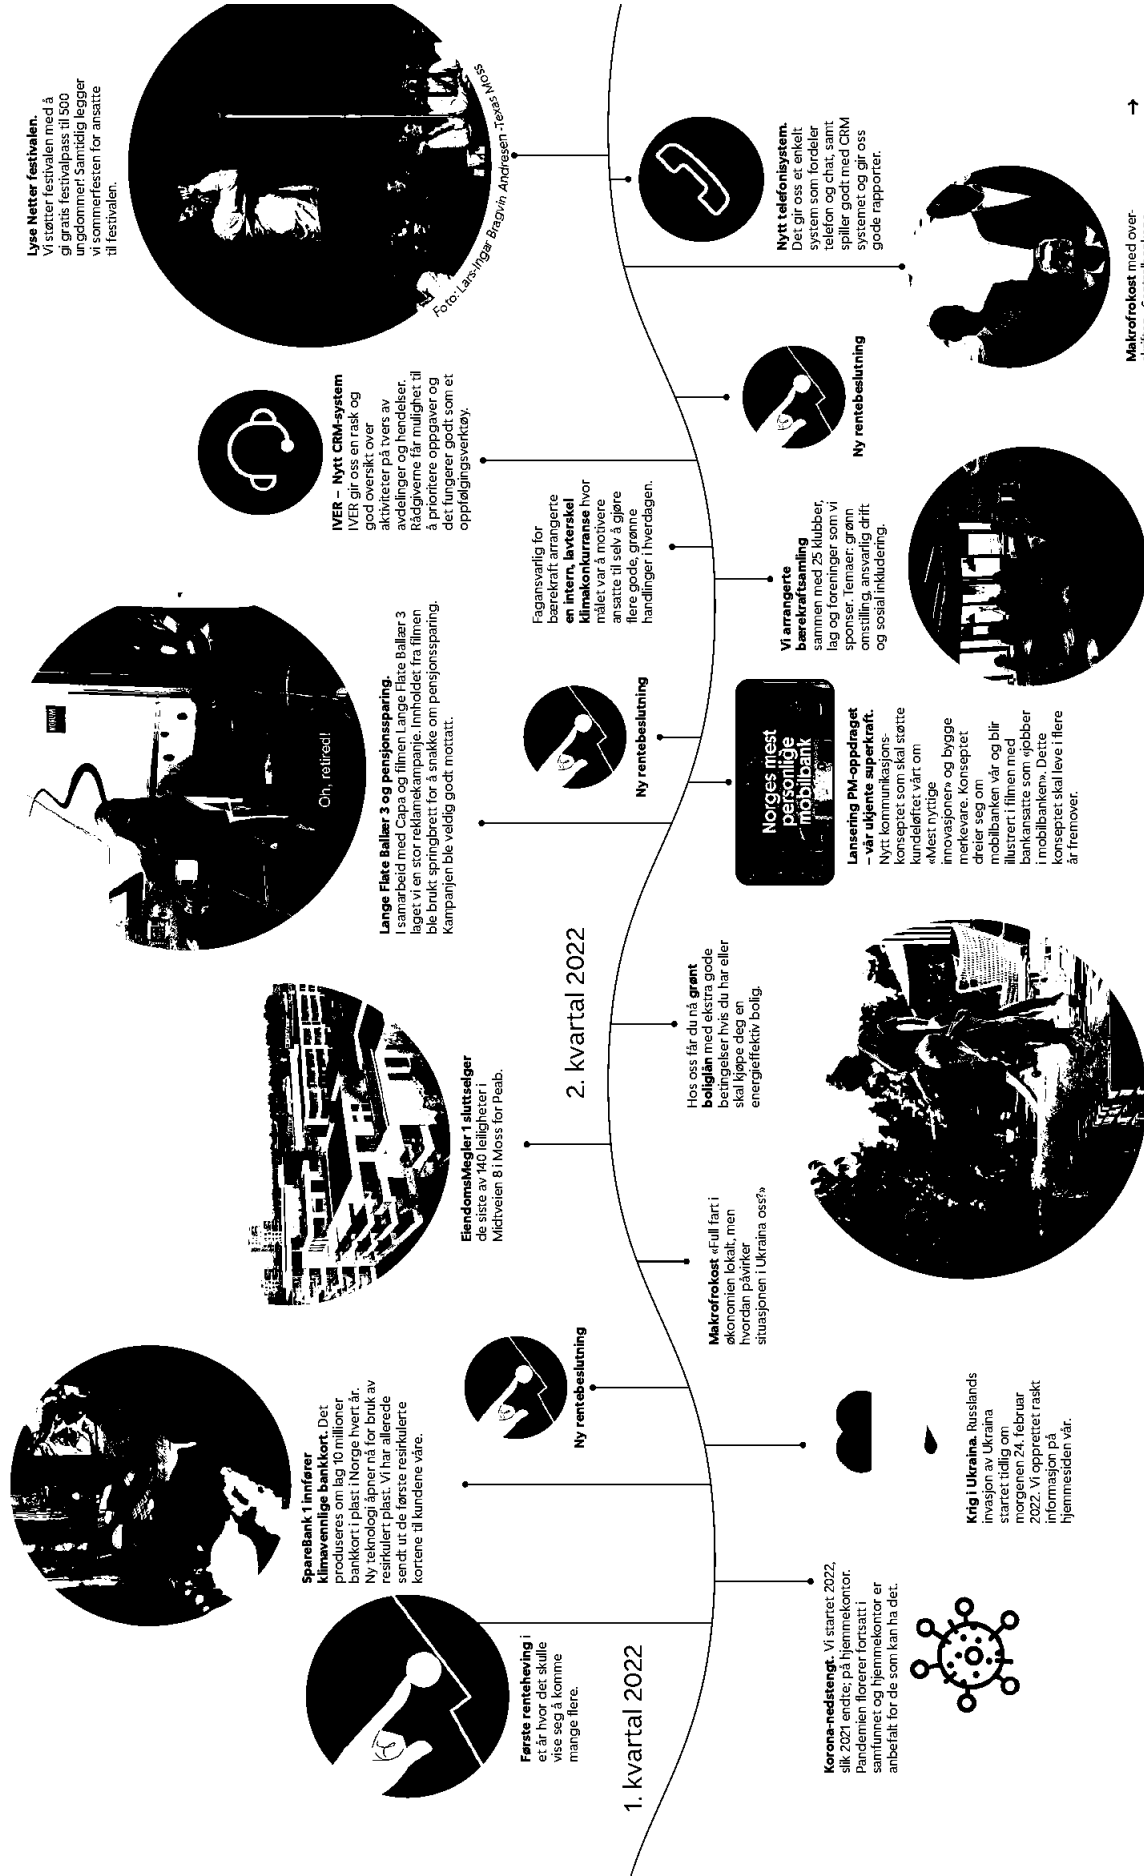 1. kvartal 2022
Første renteheving i
et år hvor det skulle
vise seg å komme
mange flere.
Korona-nedstengt. Vi startet 2022,
slik 2021 endte; på hjemmekontor.
Pandemien florerer fortsatt i
samfunnet og hjemmekontor er
anbefalt for de som kan ha det.
SpareBank 1 innfører
klimavennlige bankkort. Det
produseres om lag 10 millioner
bankkort i plast i Norge hvert år.
Ny teknologi åpner nå for bruk av
resirkulert plast. Vi har allerede
sendt ut de første resirkulerte
kortene til kundene våre.
Krig i Ukraina. Russlands
invasjon av Ukraina
startet tidlig om
morgenen 24. februar
2022. Vi opprettet raskt
informasjon på
hjemmesiden vår.
Ny rentebeslutning
Makrofrokost «Full fart i
økonomien lokalt, men
hvordan påvirker
situasjonen i Ukraina oss?»
EiendomsMegler 1 sluttselger
de siste av 140 leiligheter i
Midtveien 8 i Moss for Peab.
2. kvartal 2022
Hos oss får du nå grønt
boliglån med ekstra gode
betingelser hvis du har eller
skal kjøpe deg en
energieffektiv bolig.
Oh, retired!
Lange Flate Ballær 3 og pensjonssparing.
I samarbeid med Capa og filmen Lange Flate Ballær 3
laget vi en stor reklamekampanje. Innholdet fra filmen
ble brukt springbrett for å snakke om pensjonssparing.
Kampanjen ble veldig godt mottatt.
Norges mest
personlige
mobilbank
Lansering PM-oppdraget
– vår ukjente superkraft.
Nytt kommunikasjons-
konseptet som skal støtte
kundeløftet vårt om
«Mest nyttige
innovasjoner» og bygge
merkevare. Konseptet
dreier seg om
mobilbanken vår og blir
illustrert i filmen med
bankansatte som «jobber
i mobilbanken». Dette
konseptet skal leve i flere
år fremover.
Ny rentebeslutning
Vi arrangerte
bærekraftsamling
sammen med 25 klubber,
lag og foreninger som vi
sponser. Temaer: grønn
omstilling, ansvarlig drift
og sosial inkludering.
Fagansvarlig for
bærekraft arrangerte
en intern, lavterskel
klimakonkurranse hvor
målet var å motivere
ansatte til selv å gjøre
flere gode, grønne
handlinger i hverdagen.
IVER – Nytt CRM-system
IVER gir oss en rask og
god oversikt over
aktiviteter på tvers av
avdelinger og hendelser.
Rådgiverne får mulighet til
å prioritere oppgaver og
det fungerer godt som et
oppfølgingsverktøy.
Ny rentebeslutning
Makrofrokost med over-
Nytt telefonisystem.
Det gir oss et enkelt
system som fordeler
telefon og chat, samt
spiller godt med CRM
systemet og gir oss
gode rapporter.
Lyse Netter festivalen.
Vi støtter festivalen med å
gi gratis festivalpass til 500
ungdommer! Samtidig legger
vi sommerfesten for ansatte
til festivalen.
Foto: Lars-Ingar Bragvin Andresen -Texas Moss
→